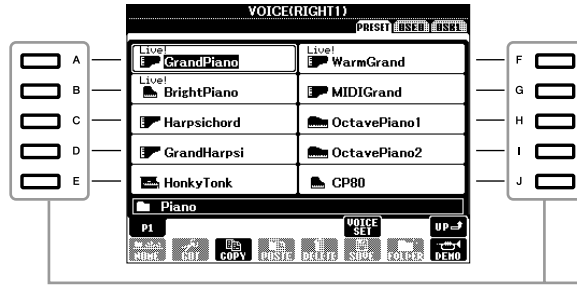 VOICE(RIGHT1)
PRESET USER USB1
A Live! GrandPiano Live! WarmGrand F
B Live! BrightPiano MIDIGrand G
C Harpsichord OctavePiano1 H
D GrandHarpsi OctavePiano2 I
E HonkyTonk CP80 J
Piano
P1 VOICE SET UP
NAME CUT COPY PASTE DELETE SAVE FOLDER DEMO